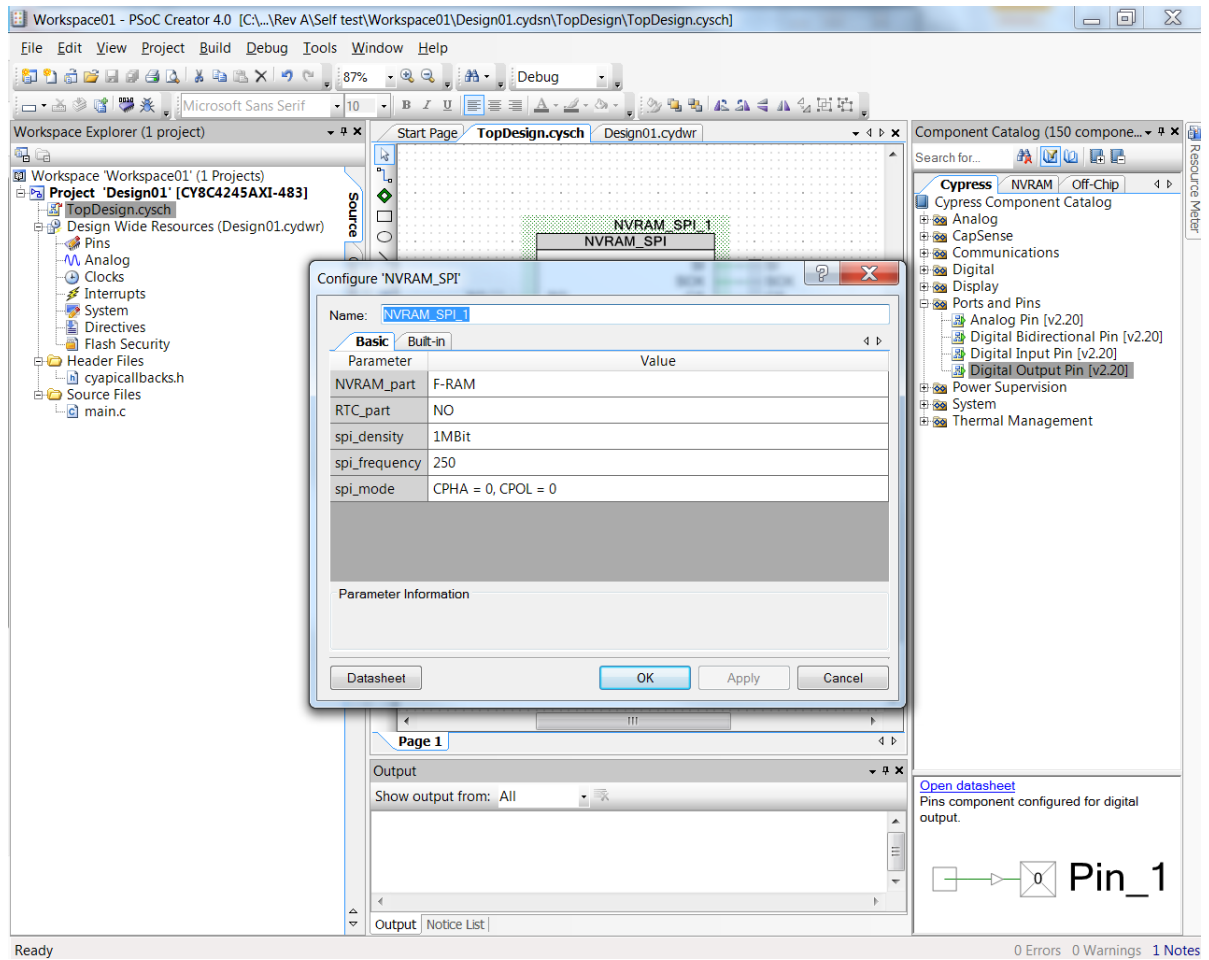 Workspace01 - PSoC Creator 4.0 [C:\...\Rev A\Self test\Workspace01\Design01.cydsn\TopDesign\TopDesign.cysch]
File Edit View Project Build Debug Tools Window Help
87% Debug
Microsoft Sans Serif 10 B I U A
Workspace Explorer (1 project)
Workspace 'Workspace01' (1 Projects)
Project 'Design01' [CY8C4245AXI-483]
TopDesign.cysch
Design Wide Resources (Design01.cydwr)
Pins
Analog
Clocks
Interrupts
System
Directives
Flash Security
Header Files
cyapicallbacks.h
Source Files
main.c
Source
Start Page TopDesign.cysch Design01.cydwr
NVRAM_SPI_1
NVRAM_SPI
Configure 'NVRAM_SPI'
Name: NVRAM_SPI_1
Basic Built-in
Parameter Value
NVRAM_part F-RAM
RTC_part NO
spi_density 1MBit
spi_frequency 250
spi_mode CPHA = 0, CPOL = 0
Parameter Information
Datasheet OK Apply Cancel
Page 1
Output
Show output from: All
Output Notice List
Component Catalog (150 compone...
Search for...
Cypress NVRAM Off-Chip
Cypress Component Catalog
Analog
CapSense
Communications
Digital
Display
Ports and Pins
Analog Pin [v2.20]
Digital Bidirectional Pin [v2.20]
Digital Input Pin [v2.20]
Digital Output Pin [v2.20]
Power Supervision
System
Thermal Management
Resource Meter
Open datasheet
Pins component configured for digital
output.
0 Pin_1
Ready 0 Errors 0 Warnings 1 Notes